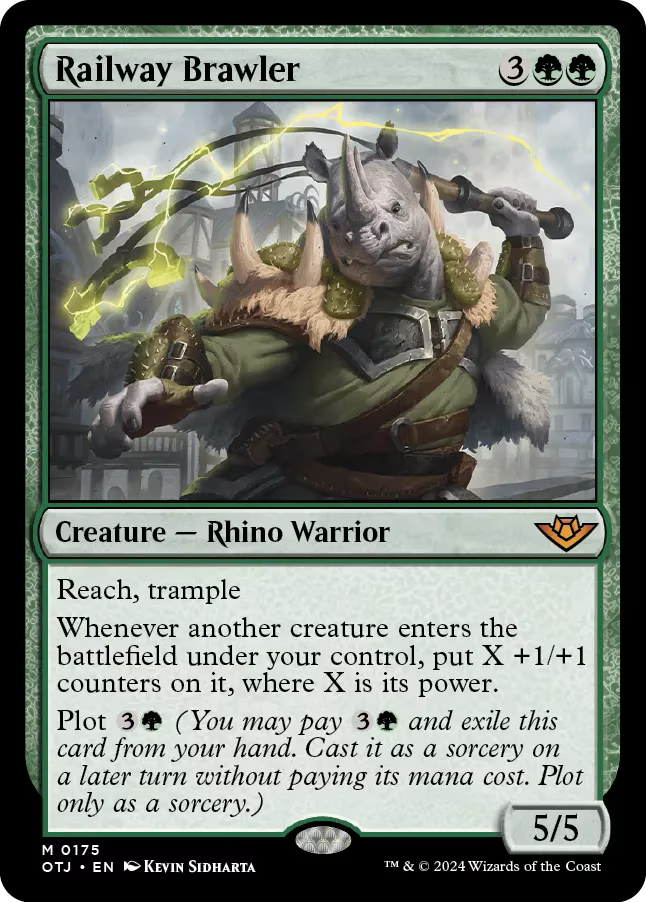 Railway Brawler 3
Creature — Rhino Warrior
Reach, trample
Whenever another creature enters the
battlefield under your control, put X +1/+1
counters on it, where X is its power.
Plot 3 (You may pay 3 and exile this
card from your hand. Cast it as a sorcery on
a later turn without paying its mana cost. Plot
only as a sorcery.)
5/5
M 0175
OTJ • EN Kevin Sidharta
™ & © 2024 Wizards of the Coast